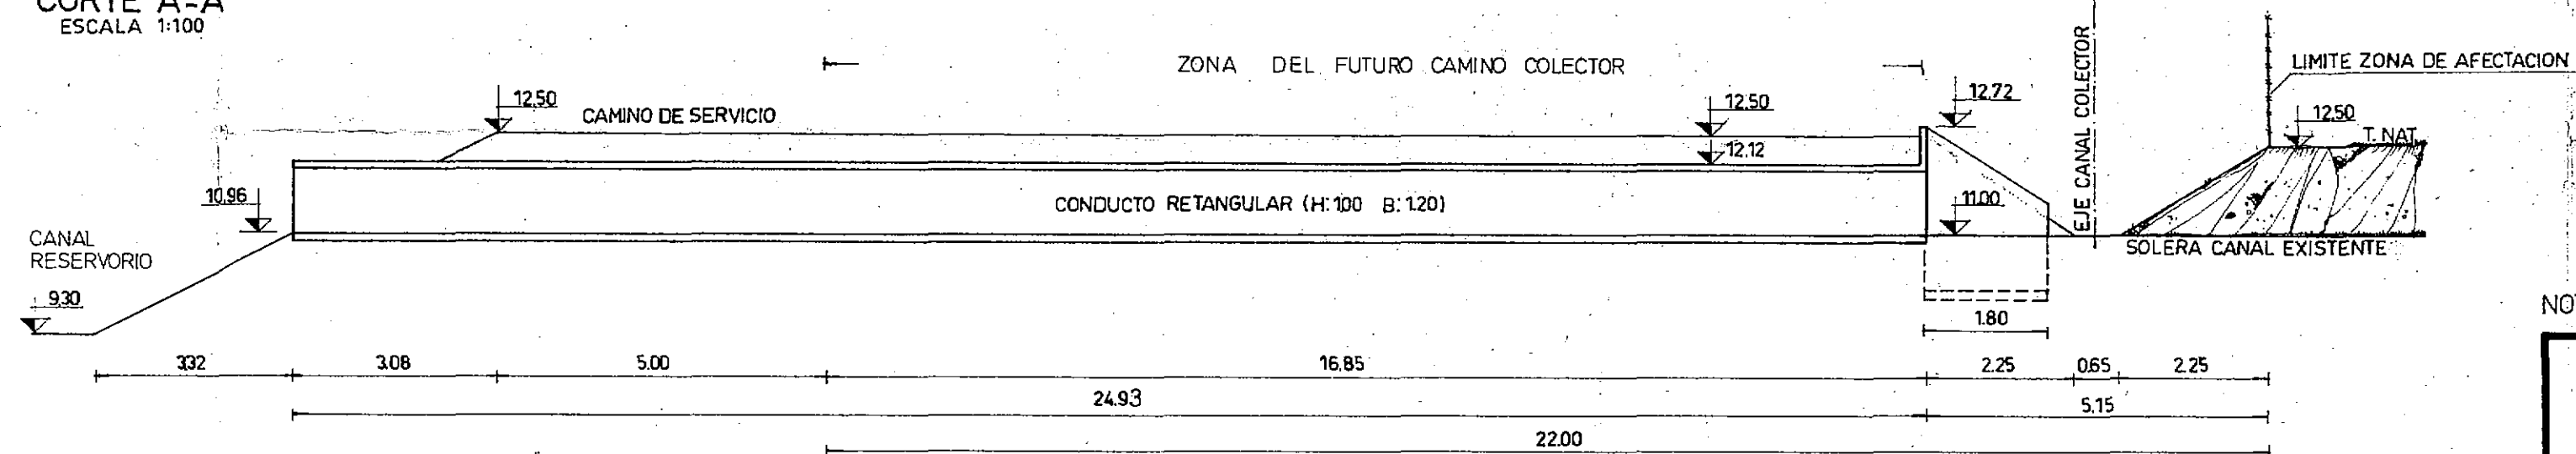 CORTE A-A
ESCALA 1:100
ZONA DEL FUTURO CAMINO COLECTOR
EJE CANAL COLECTOR
LIMITE ZONA DE AFECTACION
12.50
CAMINO DE SERVICIO
12.50
12.72
12.50
T. NAT.
12.12
10.96
CONDUCTO RETANGULAR (H:100 B:1.20)
11.00
CANAL
RESERVORIO
SOLERA CANAL EXISTENTE
9.30
1.80
3.32
3.08
5.00
16.85
2.25
0.65
2.25
24.93
5.15
22.00